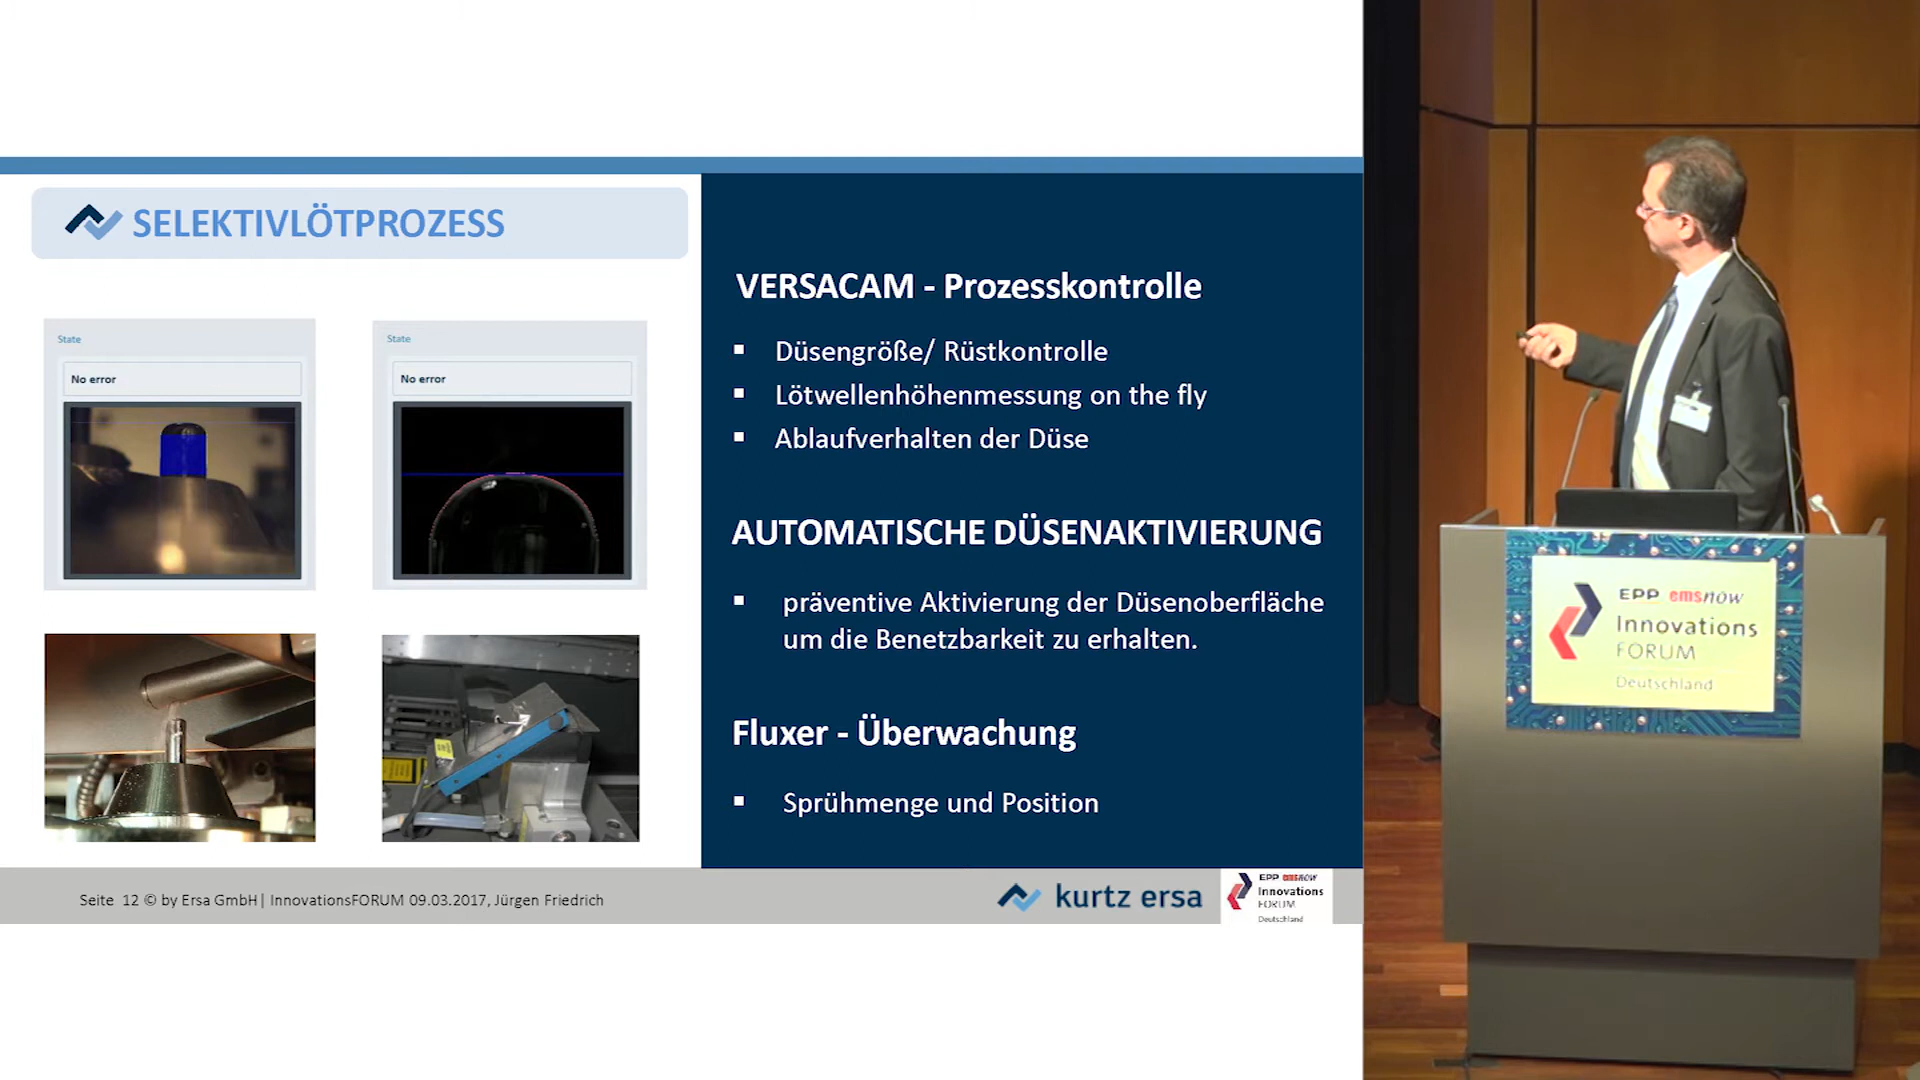 SELEKTIVLÖTPROZESS
State
No error
State
No error
VERSACAM - Prozesskontrolle
▪ Düsengröße/ Rüstkontrolle
▪ Lötwellenhöhenmessung on the fly
▪ Ablaufverhalten der Düse
AUTOMATISCHE DÜSENAKTIVIERUNG
▪ präventive Aktivierung der Düsenoberfläche
um die Benetzbarkeit zu erhalten.
Fluxer - Überwachung
▪ Sprühmenge und Position
Seite 12 © by Ersa GmbH| InnovationsFORUM 09.03.2017, Jürgen Friedrich
kurtz ersa
EPP emsnow
Innovations
FORUM
Deutschland
EPP emsnow
Innovations
FORUM
Deutschland